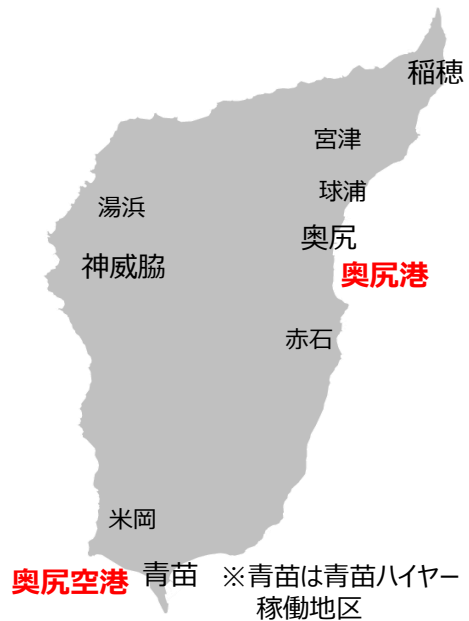 稲穂
宮津
球浦
湯浜
奥尻
神威脇
奥尻港
赤石
米岡
奥尻空港
青苗
※青苗は青苗ハイヤー
稼働地区